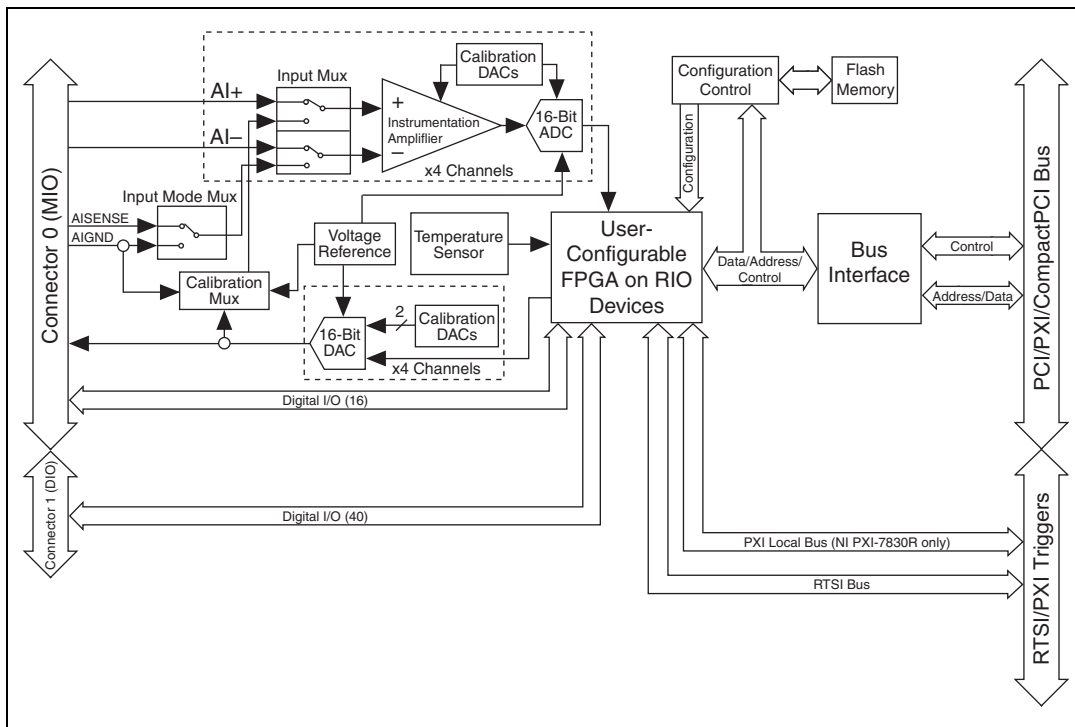 Connector 0 (MIO)
Connector 1 (DIO)
AI+
AI–
Input Mux
+
Instrumentation
Ampliflier
–
Calibration
DACs
16-Bit
ADC
x4 Channels
Input Mode Mux
AISENSE
AIGND
Calibration
Mux
Voltage
Reference
Temperature
Sensor
16-Bit
DAC
2
Calibration
DACs
x4 Channels
Configuration
Control
Flash
Memory
Configuration
User-
Configurable
FPGA on RIO
Devices
Data/Address/
Control
Bus
Interface
Control
Address/Data
PCI/PXI/CompactPCI Bus
Digital I/O (16)
Digital I/O (40)
PXI Local Bus (NI PXI-7830R only)
RTSI Bus
RTSI/PXI Triggers